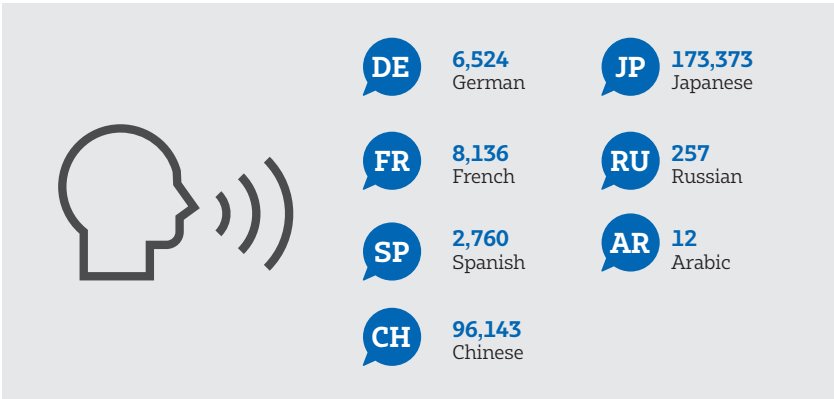 DE
6,524
German
FR
8,136
French
SP
2,760
Spanish
CH
96,143
Chinese
JP
173,373
Japanese
RU
257
Russian
AR
12
Arabic